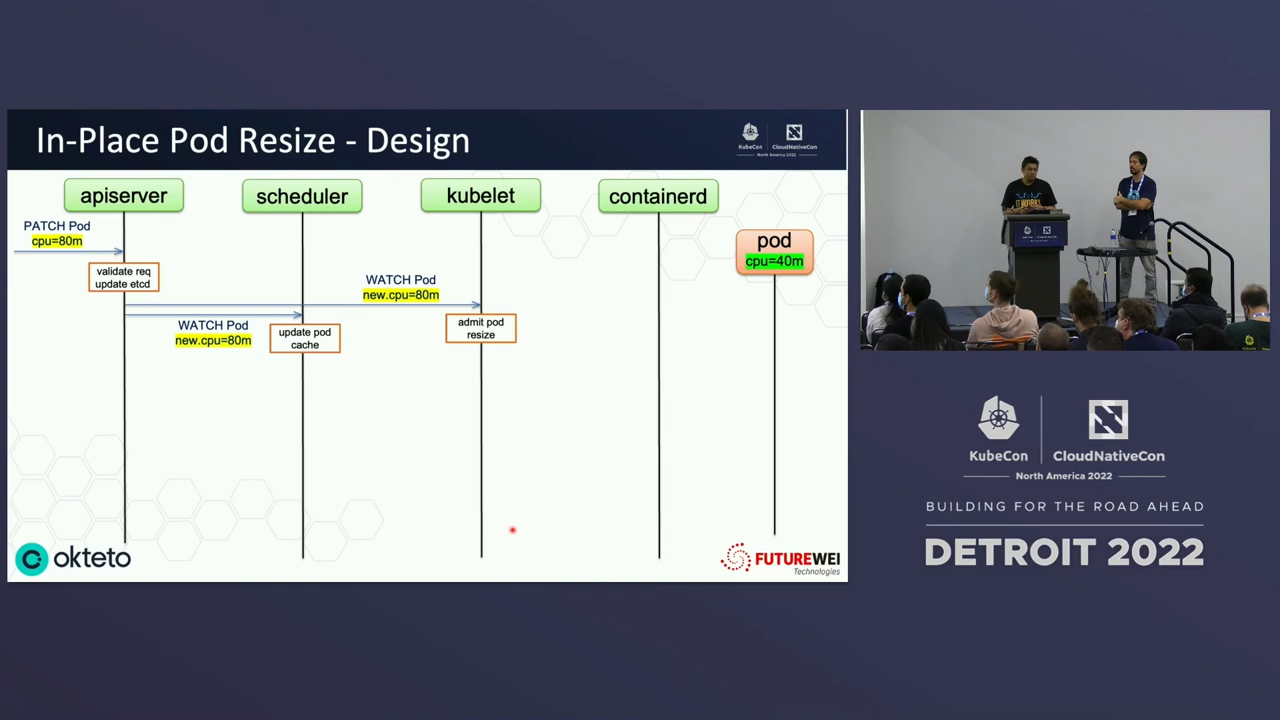 In-Place Pod Resize - Design
KubeCon
CloudNativeCon
North America 2022
apiserver
scheduler
kubelet
containerd
PATCH Pod
cpu=80m
pod
cpu=40m
validate req
update etcd
WATCH Pod
new.cpu=80m
WATCH Pod
new.cpu=80m
update pod
cache
admit pod
resize
okteto
FUTUREWEI
Technologies
IT WORKS
KubeCon
CloudNativeCon
North America 2022
BUILDING FOR THE ROAD AHEAD
DETROIT 2022